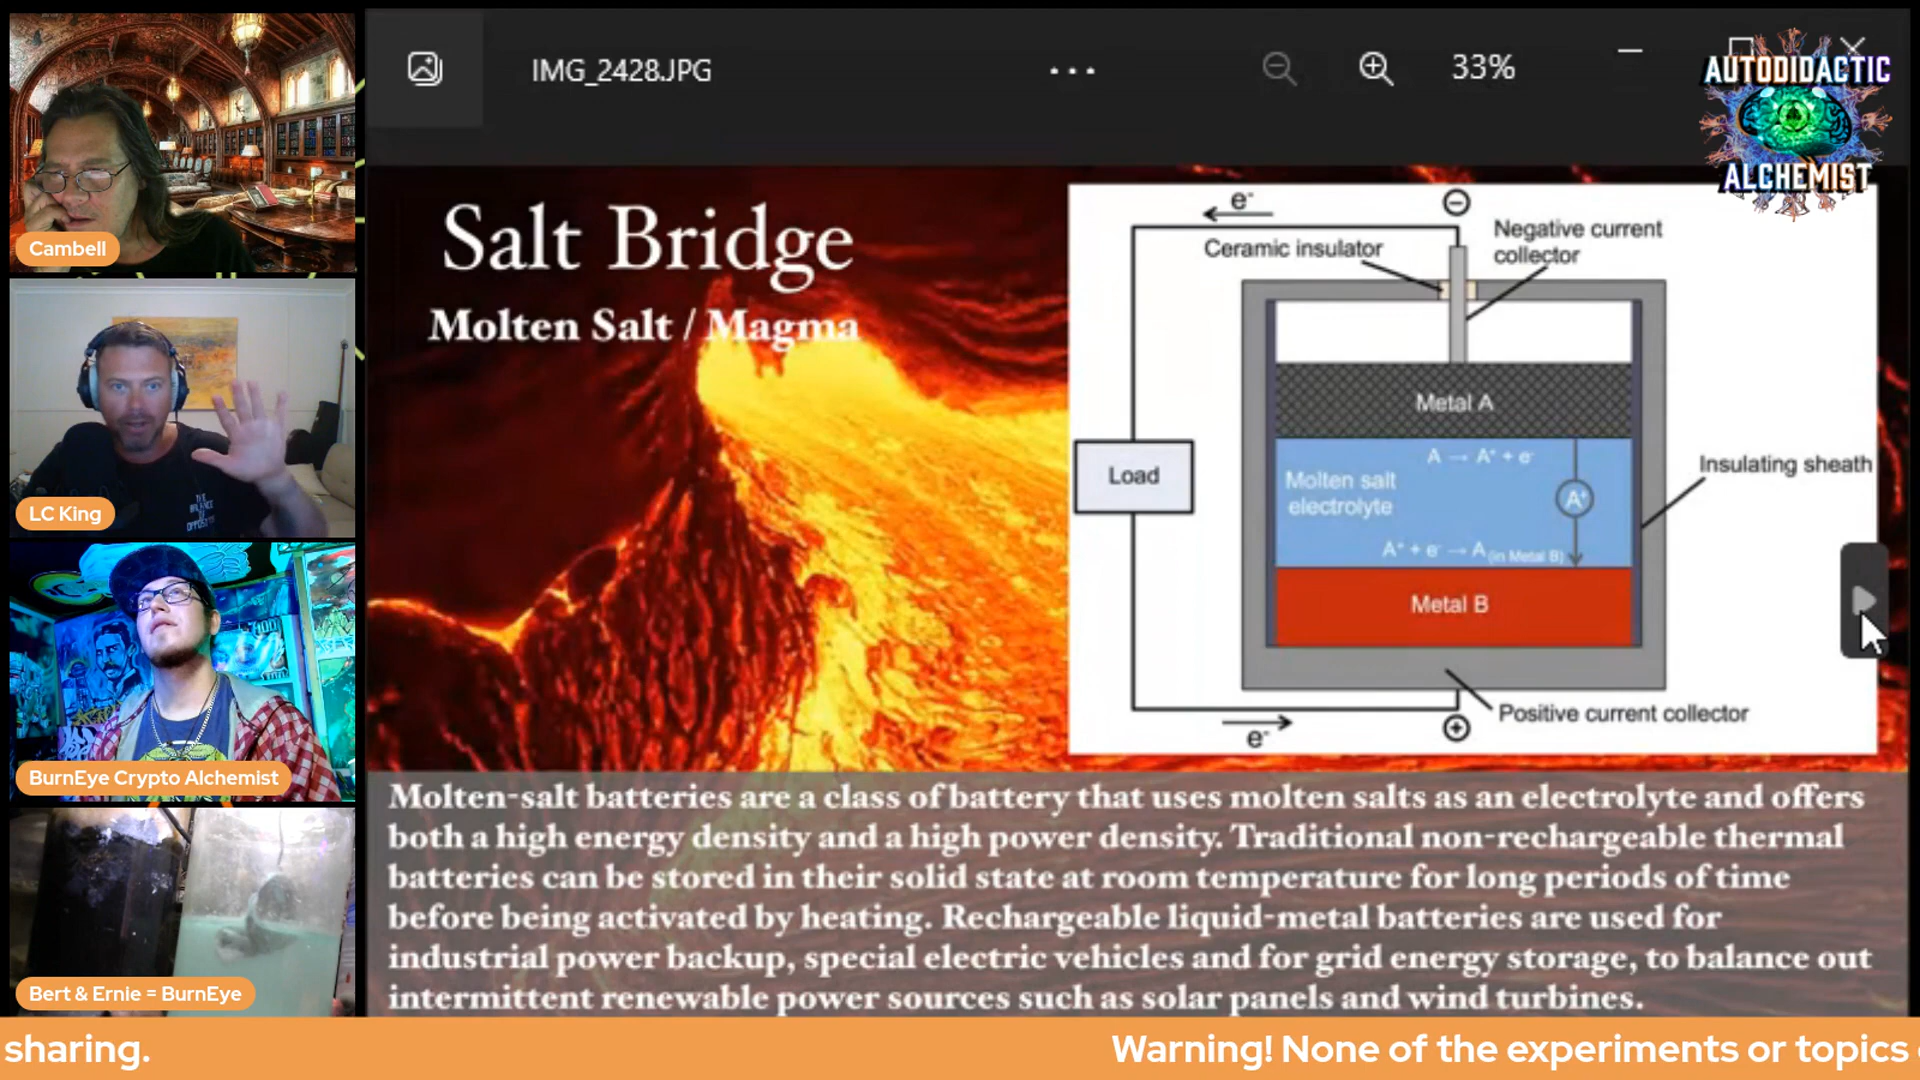 IMG_2428.JPG
33%
AUTODIDACTIC
ALCHEMIST
Cambell
LC King
BurnEye Crypto Alchemist
Bert & Ernie = BurnEye
Salt Bridge
Molten Salt / Magma
e-
Ceramic insulator
Negative current
collector
Metal A
A → A+ + e-
Molten salt
electrolyte
A+
A+ + e- → A(in Metal B)
Load
Insulating sheath
Metal B
Positive current collector
e-
Molten-salt batteries are a class of battery that uses molten salts as an electrolyte and offers
both a high energy density and a high power density. Traditional non-rechargeable thermal
batteries can be stored in their solid state at room temperature for long periods of time
before being activated by heating. Rechargeable liquid-metal batteries are used for
industrial power backup, special electric vehicles and for grid energy storage, to balance out
intermittent renewable power sources such as solar panels and wind turbines.
sharing.
Warning! None of the experiments or topics